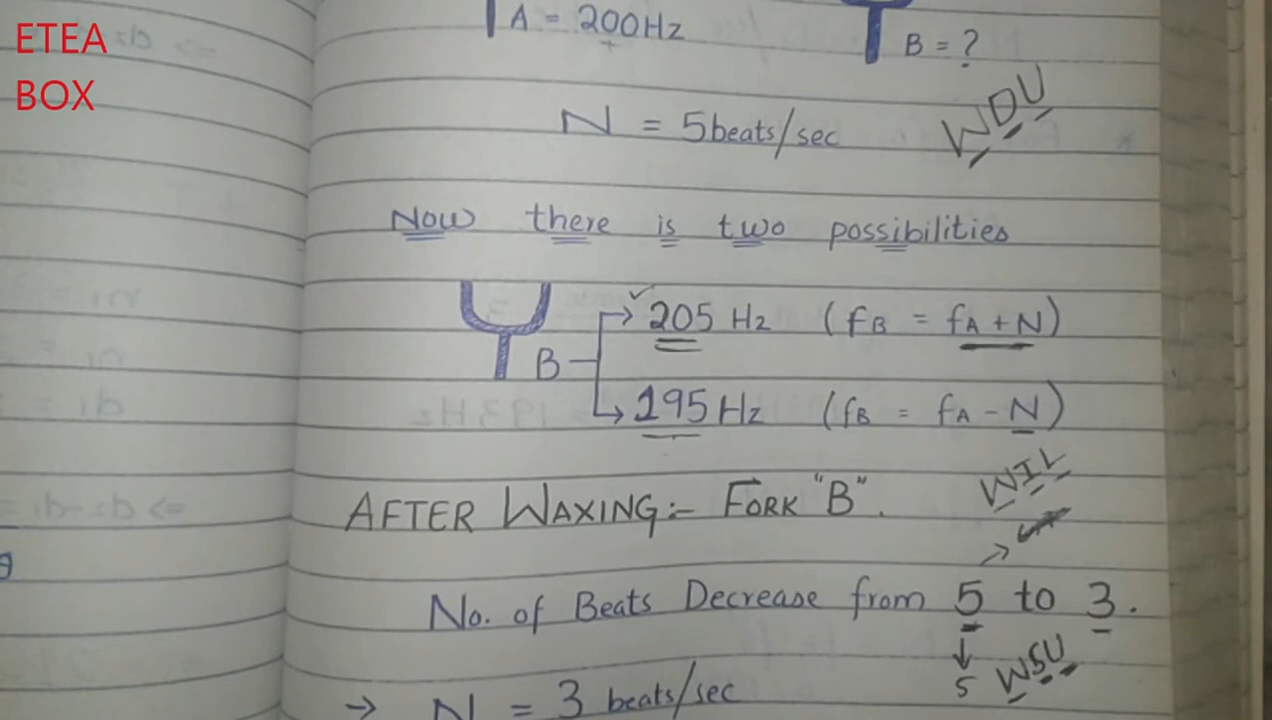 ETEA
BOX
A = 200Hz
B = ?
N = 5beats/sec
WDU
Now there is two possibilities
205 Hz (fB = fA + N)
B
195 Hz (fB = fA - N)
WIL
AFTER WAXING:- FORK "B".
No. of Beats Decrease from 5 to 3.
5 WSU
→ N = 3 beats/sec